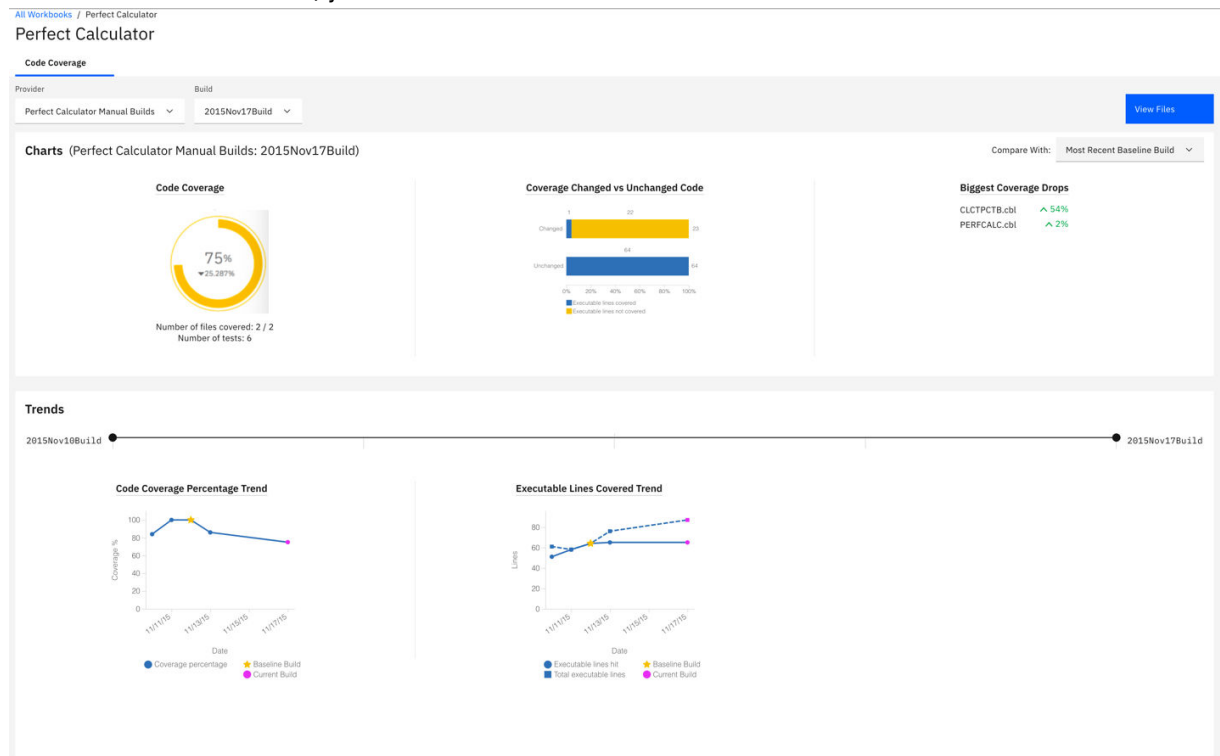 All Workbooks / Perfect Calculator
Perfect Calculator
Code Coverage
Provider
Build
Perfect Calculator Manual Builds
2015Nov17Build
View Files
Charts (Perfect Calculator Manual Builds: 2015Nov17Build)
Compare With: Most Recent Baseline Build
Code Coverage
75%
▼25.287%
Number of files covered: 2 / 2
Number of tests: 6
Coverage Changed vs Unchanged Code
1 22
Changed 23
64
Unchanged 64
0% 20% 40% 60% 80% 100%
Executable lines covered
Executable lines not covered
Biggest Coverage Drops
CLCTPCTB.cbl 54%
PERFCALC.cbl 2%
Trends
2015Nov10Build
2015Nov17Build
Code Coverage Percentage Trend
100
80
60
40
20
0
Coverage %
11/11/15 11/13/15 11/15/15 11/17/15
Date
Coverage percentage
Baseline Build
Current Build
Executable Lines Covered Trend
80
60
40
20
0
Lines
11/11/15 11/13/15 11/15/15 11/17/15
Date
Executable lines hit
Baseline Build
Total executable lines
Current Build